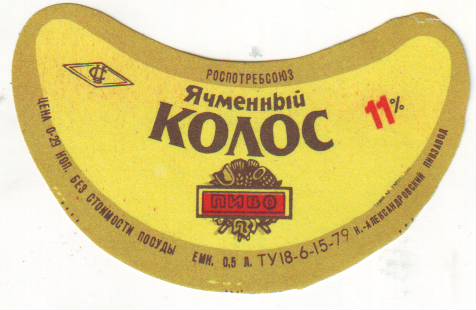 РОСПОТРЕБСОЮЗ
Ячменный
КОЛОС
11%
ПИВО
ЦЕНА 0-29 КОП. БЕЗ СТОИМОСТИ ПОСУДЫ ЕМК. 0,5 Л. ТУ18-6-15-79 Н.-АЛЕКСАНДРОВСКИЙ ПИВЗАВОД